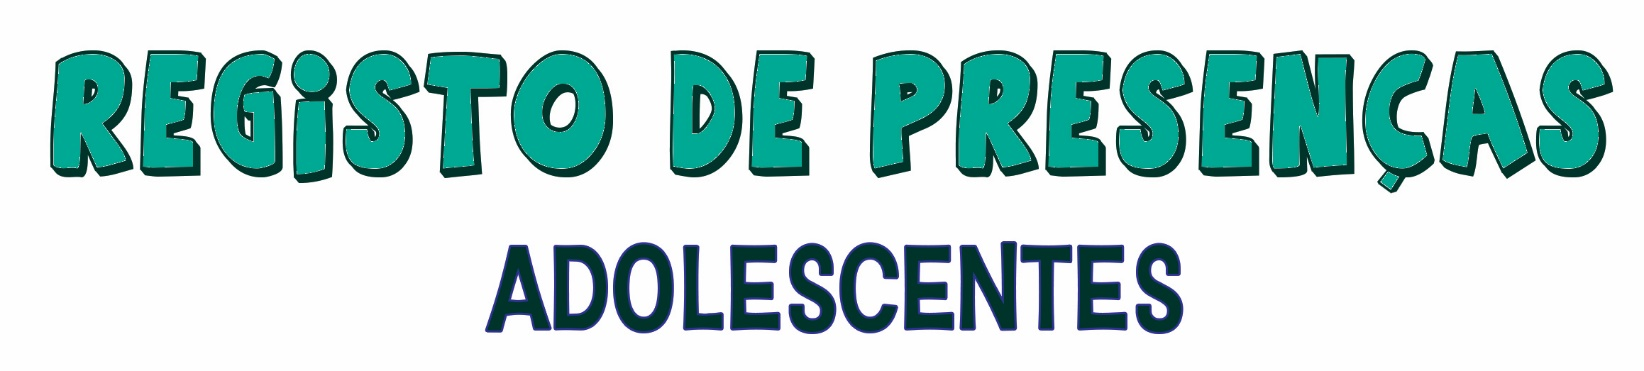 REGiSTO DE PRESENÇAS
ADOLESCENTES